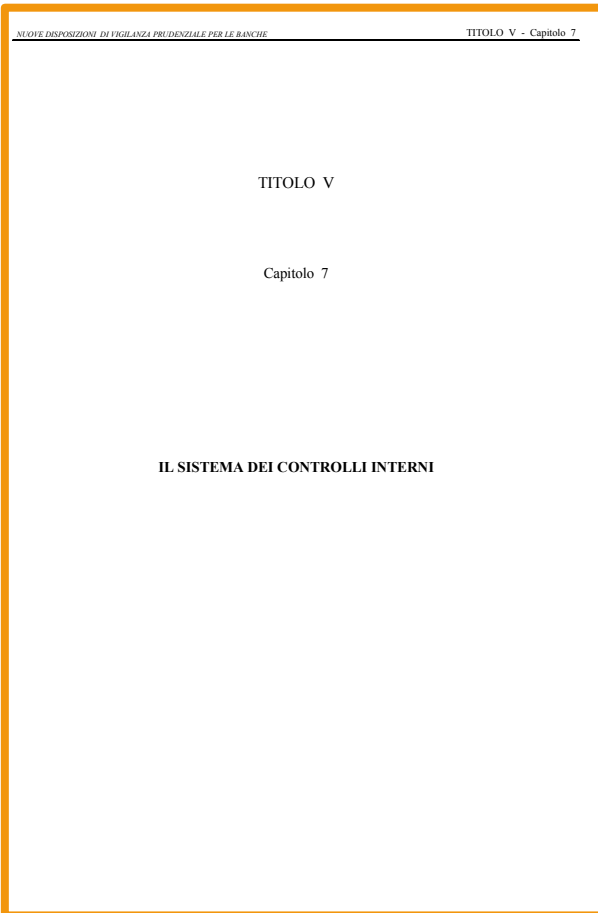 NUOVE DISPOSIZIONI DI VIGILANZA PRUDENZIALE PER LE BANCHE TITOLO V - Capitolo 7
TITOLO V
Capitolo 7
IL SISTEMA DEI CONTROLLI INTERNI